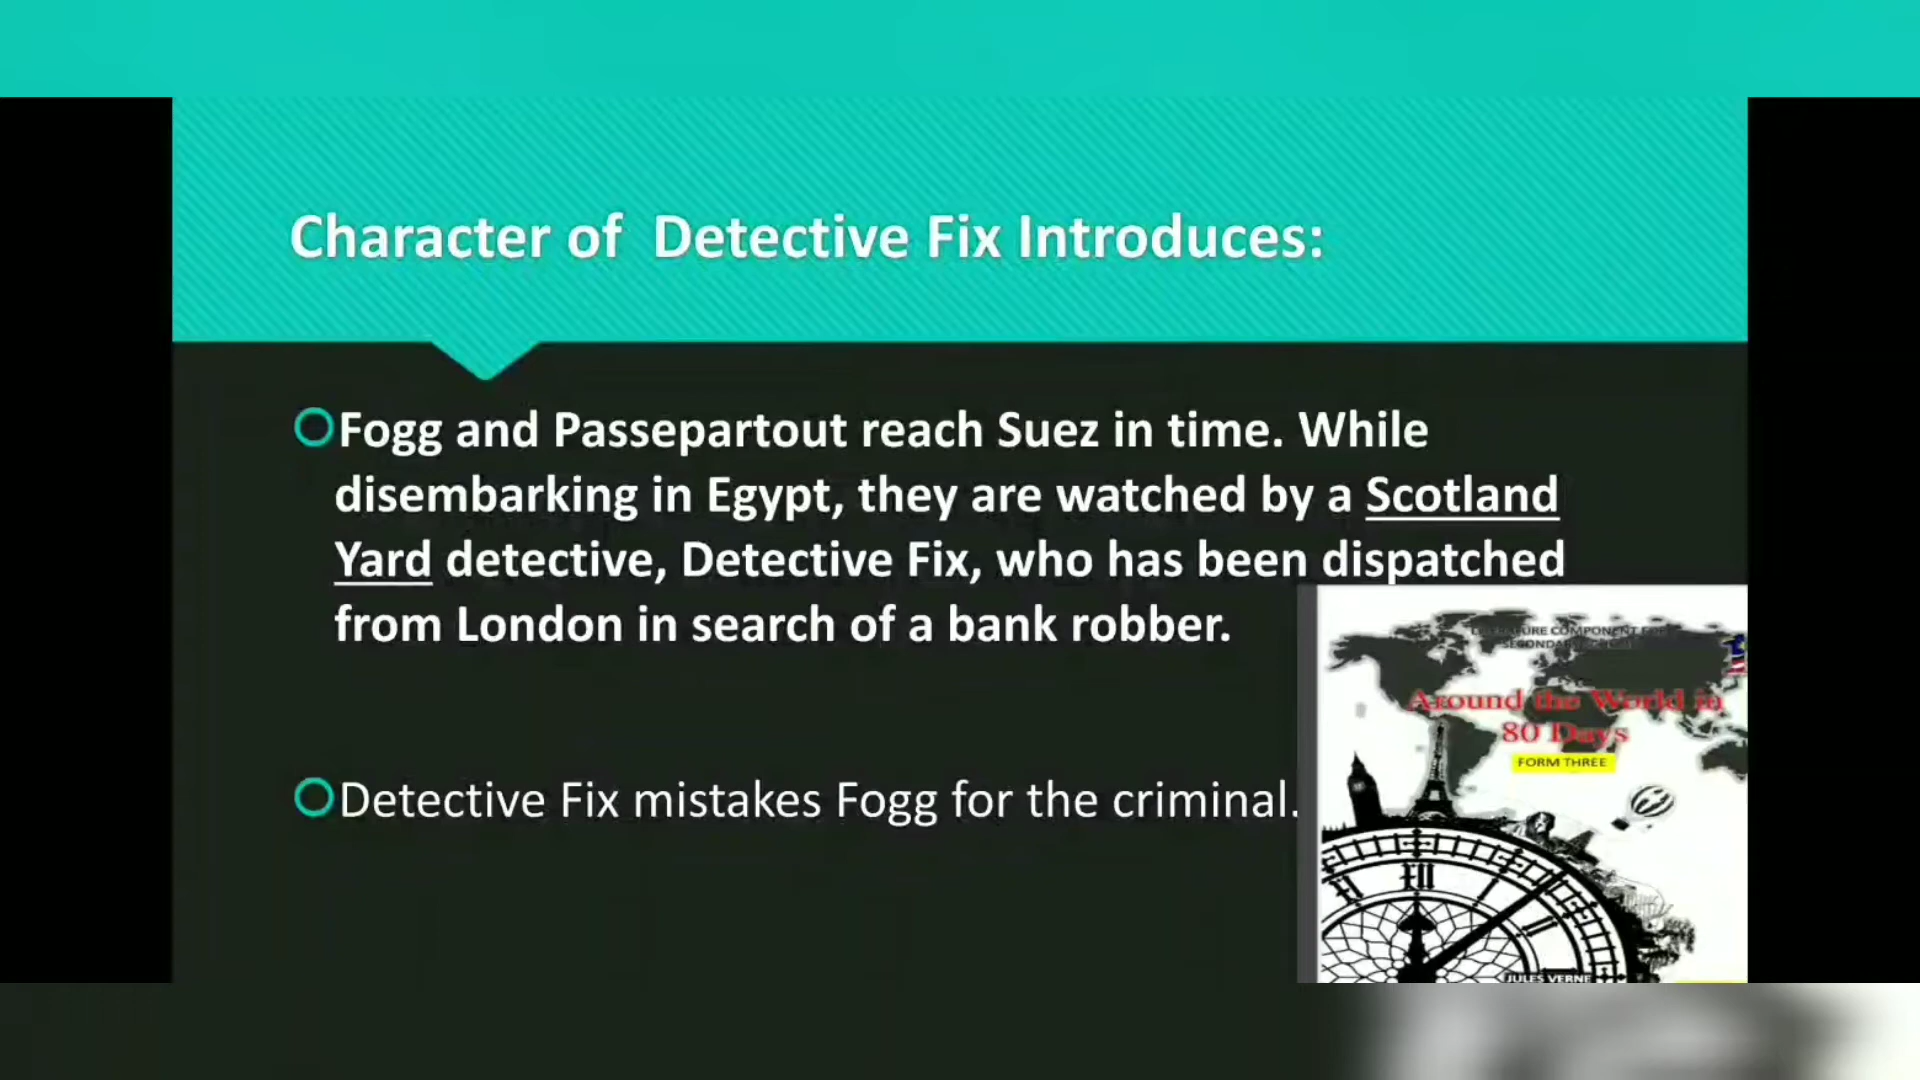 Character of Detective Fix Introduces:
Fogg and Passepartout reach Suez in time. While
disembarking in Egypt, they are watched by a Scotland
Yard detective, Detective Fix, who has been dispatched
from London in search of a bank robber.
Detective Fix mistakes Fogg for the criminal.
Around the World in
80 Days
FORM THREE
XII
I
II
JULES VERNE